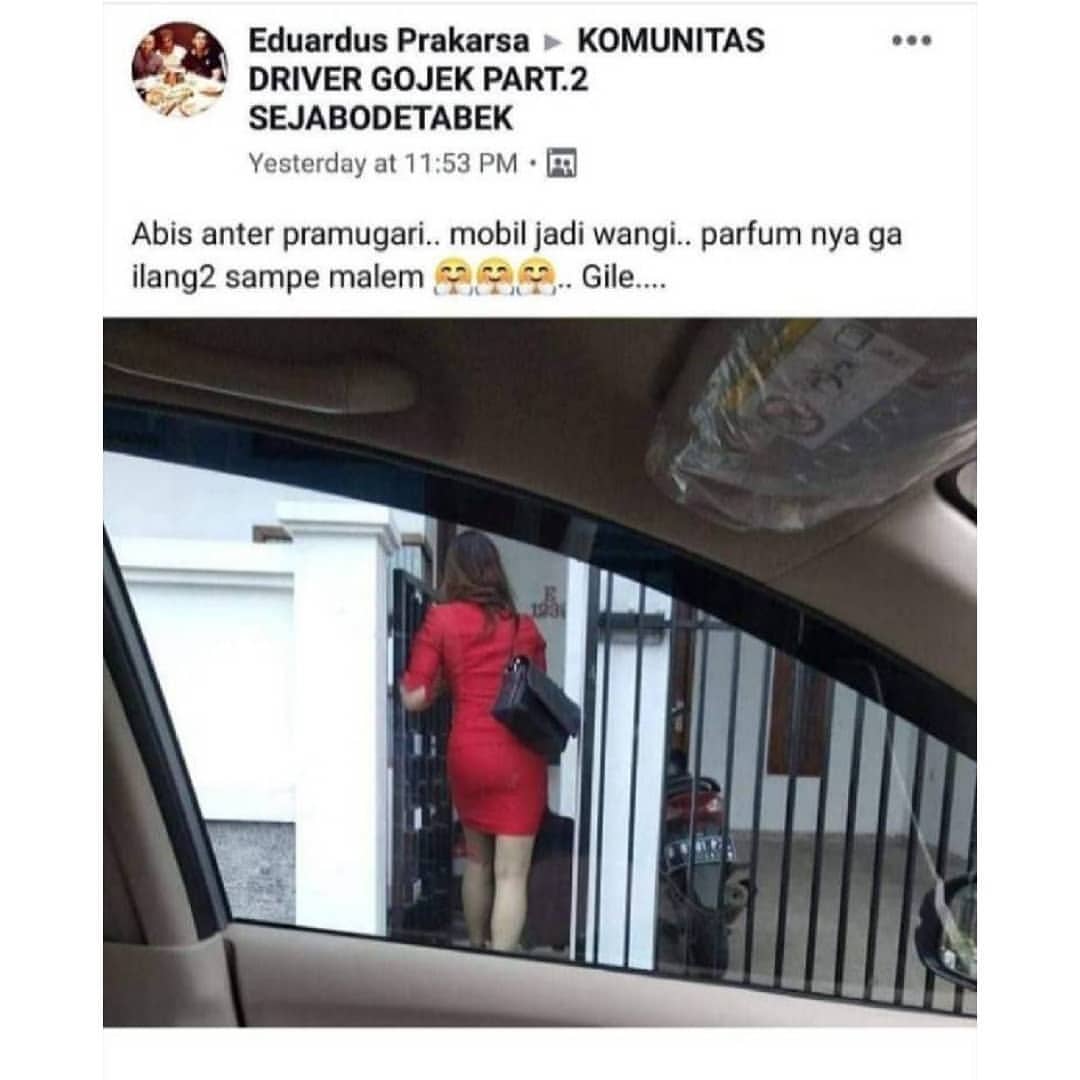 Eduardus Prakarsa ▸ KOMUNITAS
DRIVER GOJEK PART.2
SEJABODETABEK
Yesterday at 11:53 PM •
Abis anter pramugari.. mobil jadi wangi.. parfum nya ga
ilang2 sampe malem 🤗🤗🤗.. Gile....
E